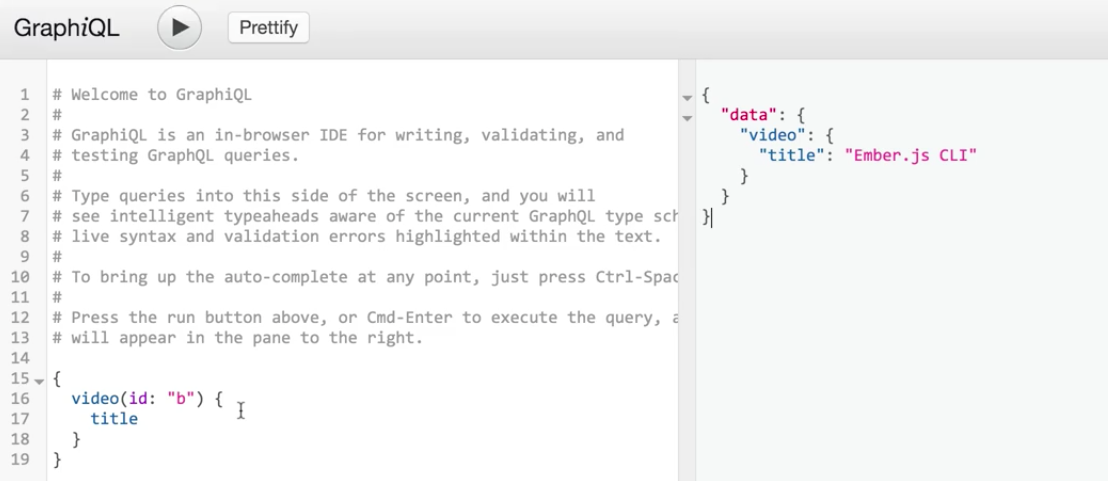 GraphiQL
Prettify
1 # Welcome to GraphiQL
2 #
3 # GraphiQL is an in-browser IDE for writing, validating, and
4 # testing GraphQL queries.
5 #
6 # Type queries into this side of the screen, and you will
7 # see intelligent typeaheads aware of the current GraphQL type sch
8 # live syntax and validation errors highlighted within the text.
9 #
10 # To bring up the auto-complete at any point, just press Ctrl-Spac
11 #
12 # Press the run button above, or Cmd-Enter to execute the query, a
13 # will appear in the pane to the right.
14
15 {
16   video(id: "b") {
17     title
18   }
19 }
{
  "data": {
    "video": {
      "title": "Ember.js CLI"
    }
  }
}